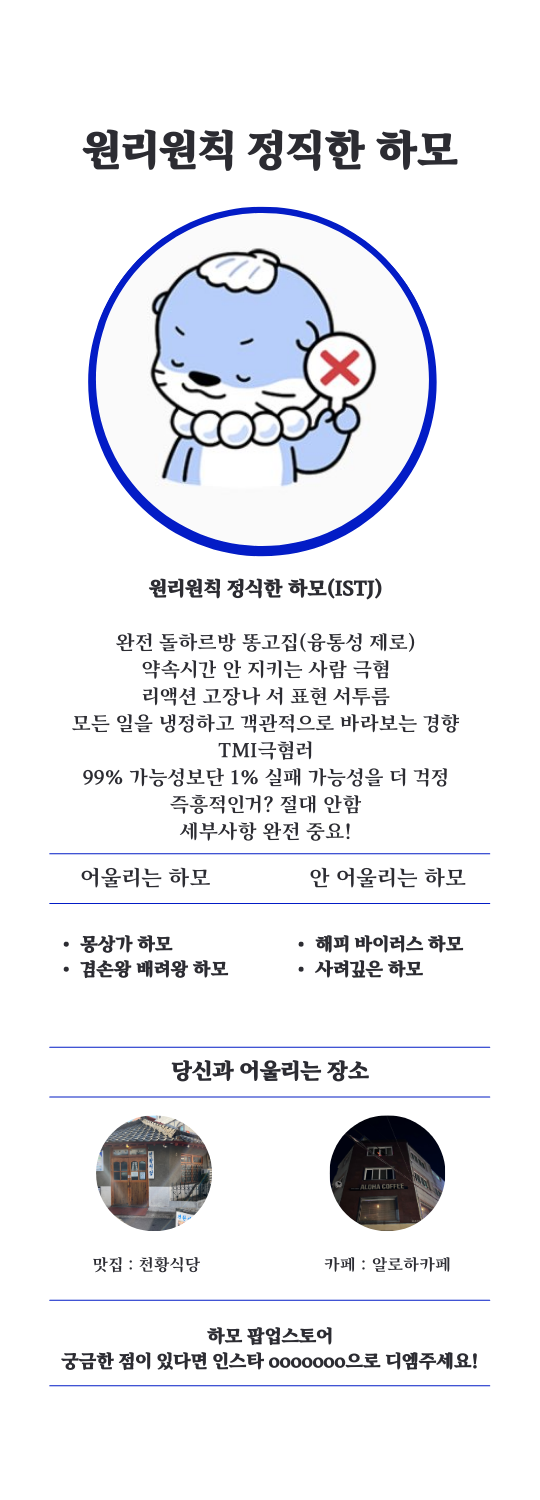 원리원칙 정직한 하모
원리원칙 정식한 하모(ISTJ)
완전 돌하르방 똥고집(융통성 제로)
약속시간 안 지키는 사람 극혐
리액션 고장나 서 표현 서투름
모든 일을 냉정하고 객관적으로 바라보는 경향
TMI극혐러
99% 가능성보단 1% 실패 가능성을 더 걱정
즉흥적인거? 절대 안함
세부사항 완전 중요!
어울리는 하모
안 어울리는 하모
• 몽상가 하모
• 겸손왕 배려왕 하모
• 해피 바이러스 하모
• 사려깊은 하모
당신과 어울리는 장소
ALOHA COFFEE
맛집 : 천황식당
카페 : 알로하카페
하모 팝업스토어
궁금한 점이 있다면 인스타 ooooooo으로 디엠주세요!